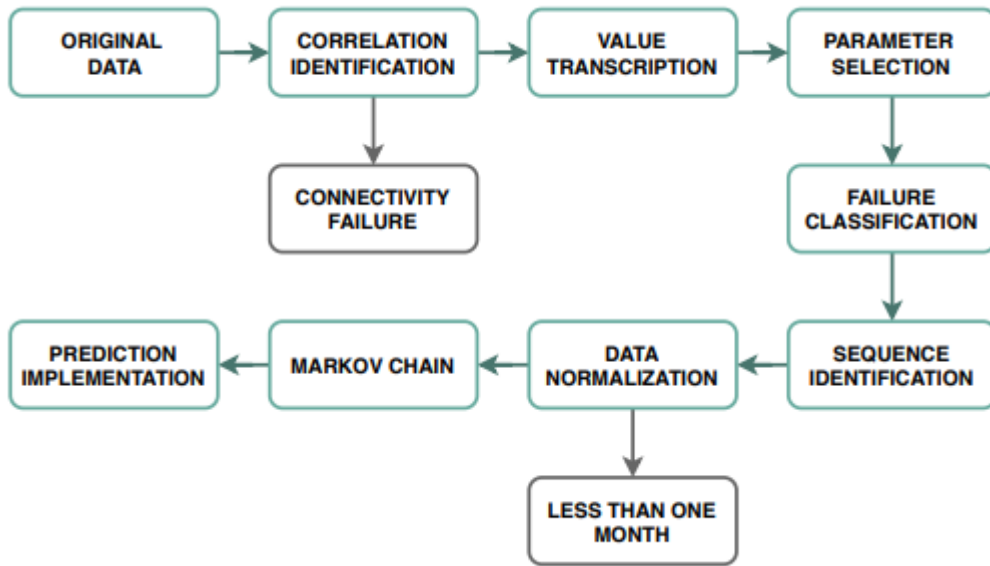 ORIGINAL
DATA
CORRELATION
IDENTIFICATION
VALUE
TRANSCRIPTION
PARAMETER
SELECTION
CONNECTIVITY
FAILURE
FAILURE
CLASSIFICATION
PREDICTION
IMPLEMENTATION
MARKOV CHAIN
DATA
NORMALIZATION
SEQUENCE
IDENTIFICATION
LESS THAN ONE
MONTH